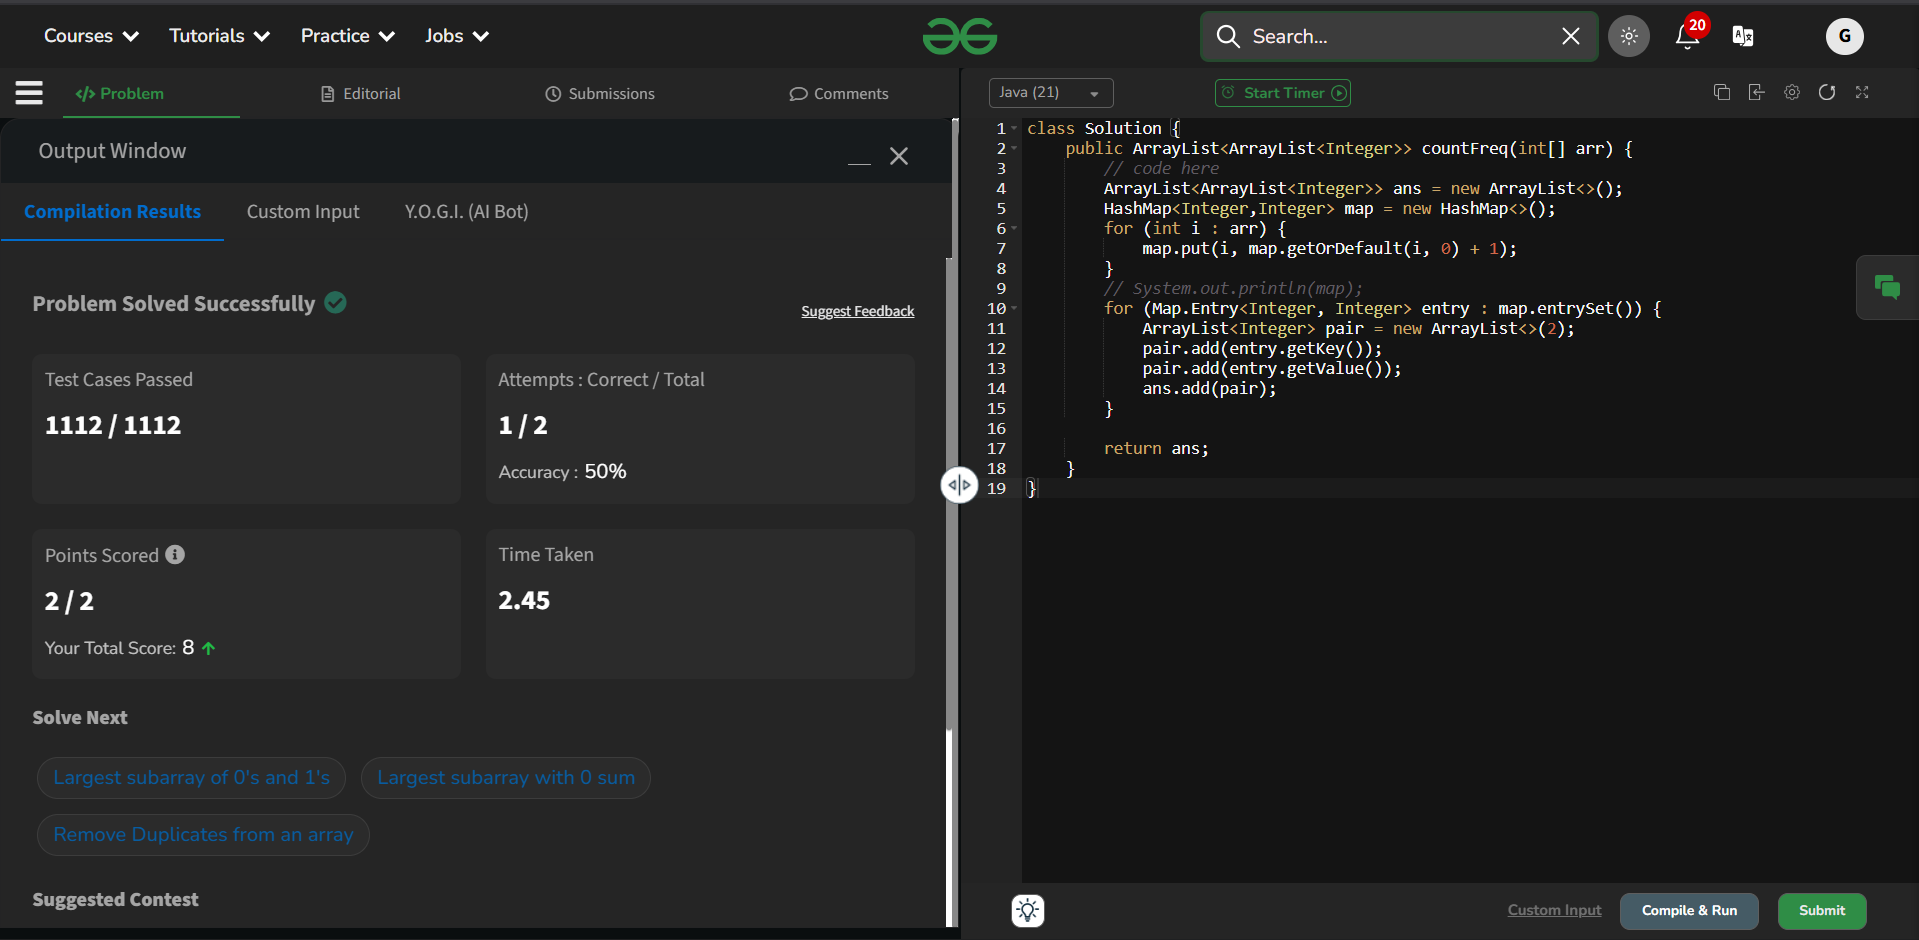 Courses Tutorials Practice Jobs Search... 20 G
Problem Editorial Submissions Comments Java (21) Start Timer
Output Window
Compilation Results Custom Input Y.O.G.I. (AI Bot)
Problem Solved Successfully
Suggest Feedback
Test Cases Passed
1112 / 1112
Attempts : Correct / Total
1 / 2
Accuracy : 50%
Points Scored
2 / 2
Your Total Score: 8
Time Taken
2.45
Solve Next
Largest subarray of 0's and 1's Largest subarray with 0 sum
Remove Duplicates from an array
Suggested Contest
1 class Solution {
2     public ArrayList<ArrayList<Integer>> countFreq(int[] arr) {
3         // code here
4         ArrayList<ArrayList<Integer>> ans = new ArrayList<>();
5         HashMap<Integer,Integer> map = new HashMap<>();
6         for (int i : arr) {
7             map.put(i, map.getOrDefault(i, 0) + 1);
8         }
9         // System.out.println(map);
10         for (Map.Entry<Integer, Integer> entry : map.entrySet()) {
11             ArrayList<Integer> pair = new ArrayList<>(2);
12             pair.add(entry.getKey());
13             pair.add(entry.getValue());
14             ans.add(pair);
15         }
16
17         return ans;
18     }
19 }
Custom Input Compile & Run Submit